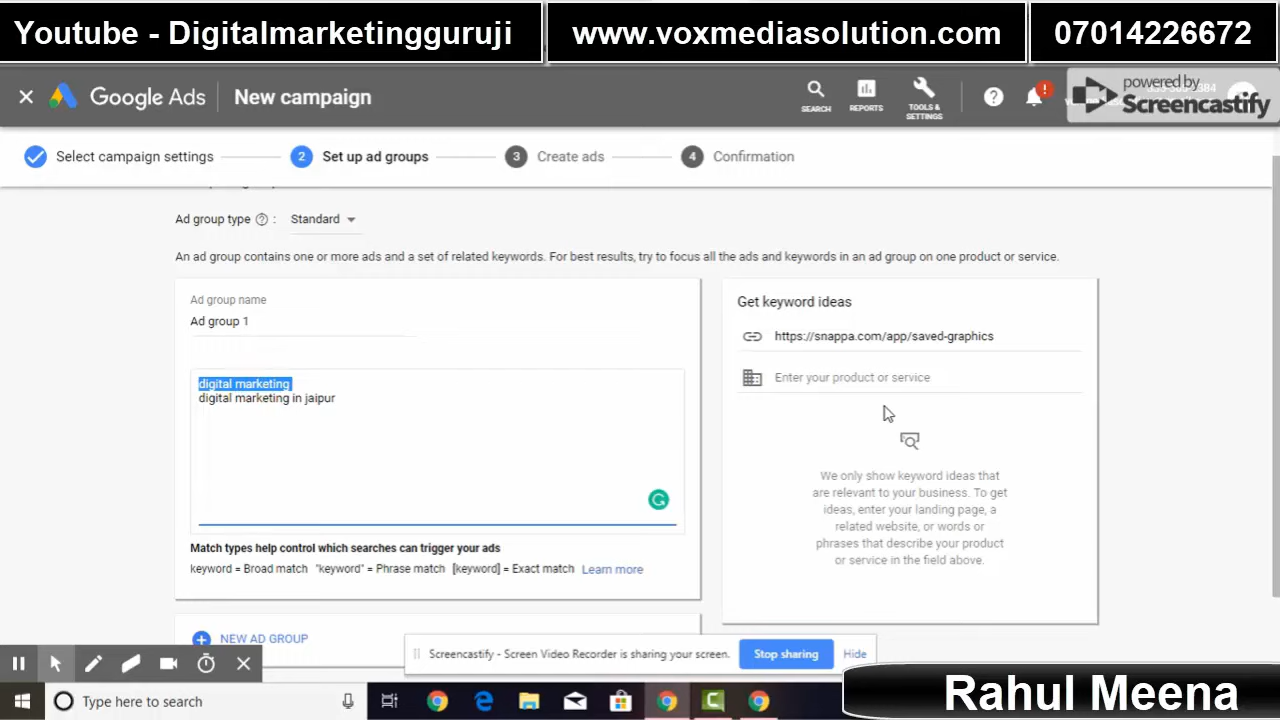 Youtube - Digitalmarketingguruji
www.voxmediasolution.com
07014226672
Google Ads
New campaign
SEARCH
REPORTS
TOOLS &
SETTINGS
!
powered by
Screencastify
Select campaign settings
2 Set up ad groups
3 Create ads
4 Confirmation
Ad group type ? : Standard
An ad group contains one or more ads and a set of related keywords. For best results, try to focus all the ads and keywords in an ad group on one product or service.
Ad group name
Ad group 1
digital marketing
digital marketing in jaipur
Match types help control which searches can trigger your ads
keyword = Broad match "keyword" = Phrase match [keyword] = Exact match Learn more
Get keyword ideas
https://snappa.com/app/saved-graphics
Enter your product or service
We only show keyword ideas that
are relevant to your business. To get
ideas, enter your landing page, a
related website, or words or
phrases that describe your product
or service in the field above.
NEW AD GROUP
Screencastify - Screen Video Recorder is sharing your screen.
Stop sharing
Hide
Type here to search
Rahul Meena